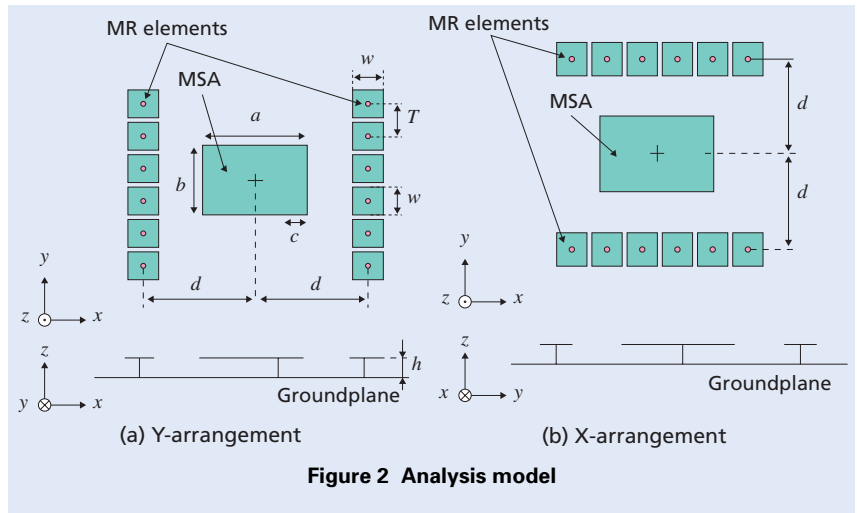 MR elements
MSA
a
b
c
w
T
w
d
d
y
z
x
z
y
x
h
Groundplane
(a) Y-arrangement
MR elements
MSA
d
d
y
z
x
z
x
y
Groundplane
(b) X-arrangement
Figure 2 Analysis model